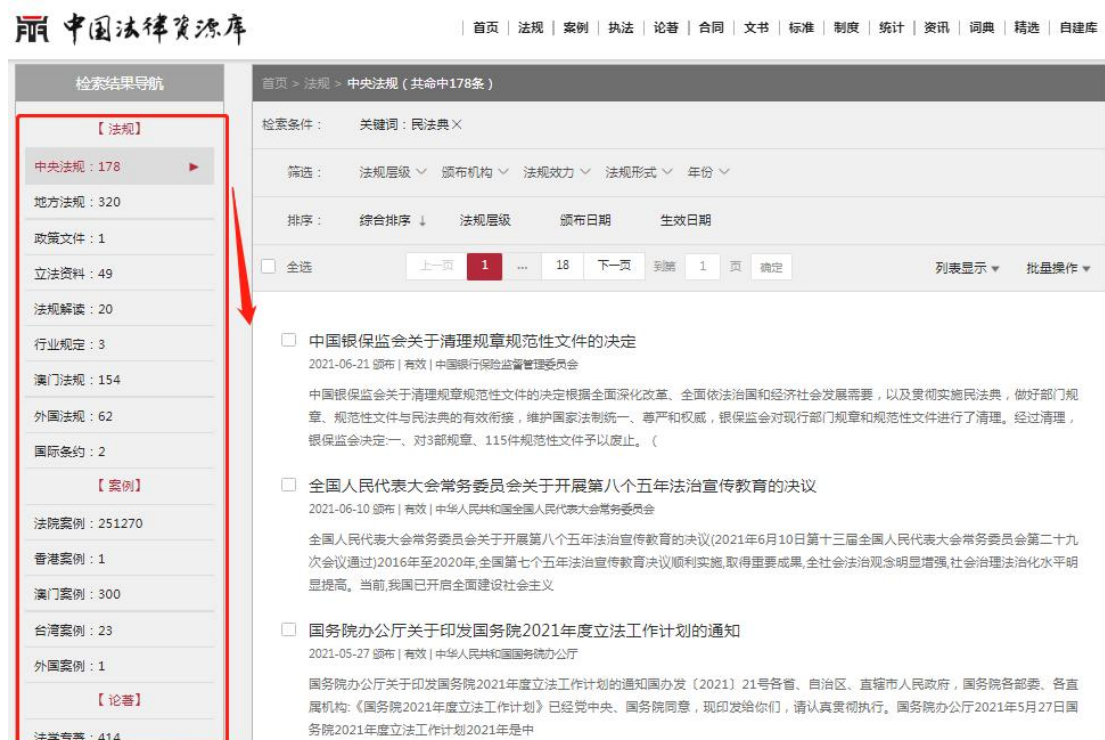 中国法律资源库
首页 | 法规 | 案例 | 执法 | 论著 | 合同 | 文书 | 标准 | 制度 | 统计 | 资讯 | 词典 | 精选 | 自建库
检索结果导航
【法规】
中央法规：178
地方法规：320
政策文件：1
立法资料：49
法规解读：20
行业规定：3
澳门法规：154
外国法规：62
国际条约：2
【案例】
法院案例：251270
香港案例：1
澳门案例：300
台湾案例：23
外国案例：1
【论著】
法学专著：414
首页 > 法规 > 中央法规（共命中178条）
检索条件： 关键词：民法典×
筛选： 法规层级 颁布机构 法规效力 法规形式 年份
排序： 综合排序 ↓ 法规层级 颁布日期 生效日期
全选 上一页 1 ... 18 下一页 到第 1 页 确定 列表显示 批量操作
中国银保监会关于清理规章规范性文件的决定
2021-06-21 颁布 | 有效 | 中国银行保险监督管理委员会
中国银保监会关于清理规章规范性文件的决定根据全面深化改革、全面依法治国和经济社会发展需要，以及贯彻实施民法典，做好部门规
章、规范性文件与民法典的有效衔接，维护国家法制统一、尊严和权威，银保监会对现行部门规章和规范性文件进行了清理。经过清理，
银保监会决定:一、对3部规章、115件规范性文件予以废止。（
全国人民代表大会常务委员会关于开展第八个五年法治宣传教育的决议
2021-06-10 颁布 | 有效 | 中华人民共和国全国人民代表大会常务委员会
全国人民代表大会常务委员会关于开展第八个五年法治宣传教育的决议(2021年6月10日第十三届全国人民代表大会常务委员会第二十九
次会议通过)2016年至2020年,全国第七个五年法治宣传教育决议顺利实施,取得重要成果,全社会法治观念明显增强,社会治理法治化水平明
显提高。当前,我国已开启全面建设社会主义
国务院办公厅关于印发国务院2021年度立法工作计划的通知
2021-05-27 颁布 | 有效 | 中华人民共和国国务院办公厅
国务院办公厅关于印发国务院2021年度立法工作计划的通知国办发〔2021〕21号各省、自治区、直辖市人民政府，国务院各部委、各直
属机构:《国务院2021年度立法工作计划》已经党中央、国务院同意，现印发给你们，请认真贯彻执行。国务院办公厅2021年5月27日国
务院2021年度立法工作计划2021年是中